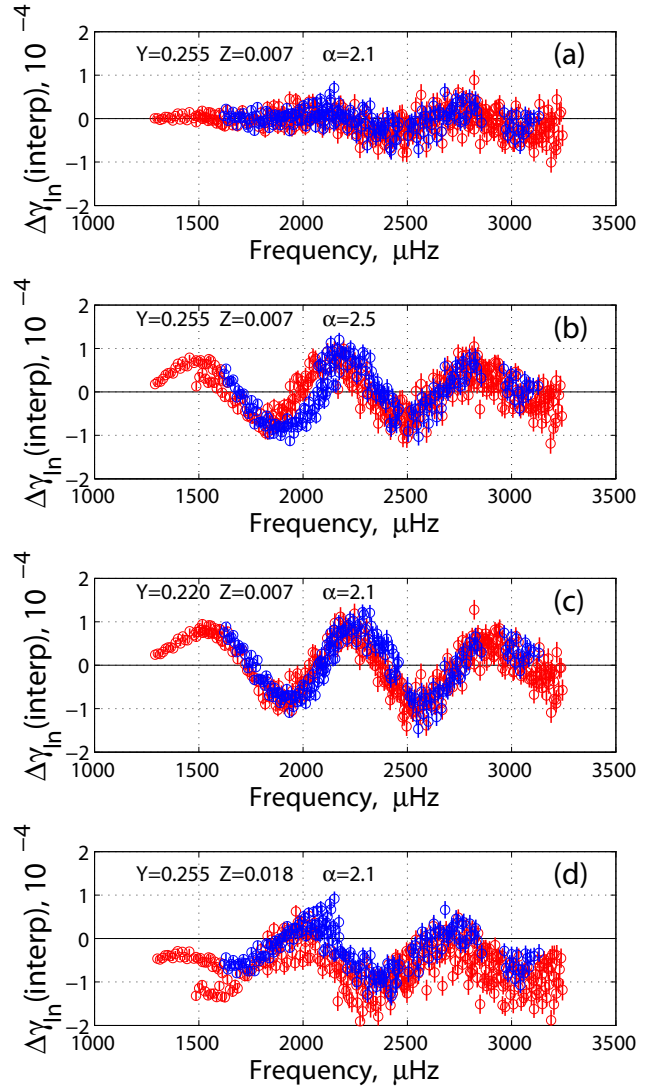 Y=0.255 Z=0.007 α=2.1 (a)
2
1
0
−1
−2
Δγln(interp), 10 −4
1000 1500 2000 2500 3000 3500
Frequency, μHz
Y=0.255 Z=0.007 α=2.5 (b)
2
1
0
−1
−2
Δγln(interp), 10 −4
1000 1500 2000 2500 3000 3500
Frequency, μHz
Y=0.220 Z=0.007 α=2.1 (c)
2
1
0
−1
−2
Δγln(interp), 10 −4
1000 1500 2000 2500 3000 3500
Frequency, μHz
Y=0.255 Z=0.018 α=2.1 (d)
2
1
0
−1
−2
Δγln(interp), 10 −4
1000 1500 2000 2500 3000 3500
Frequency, μHz